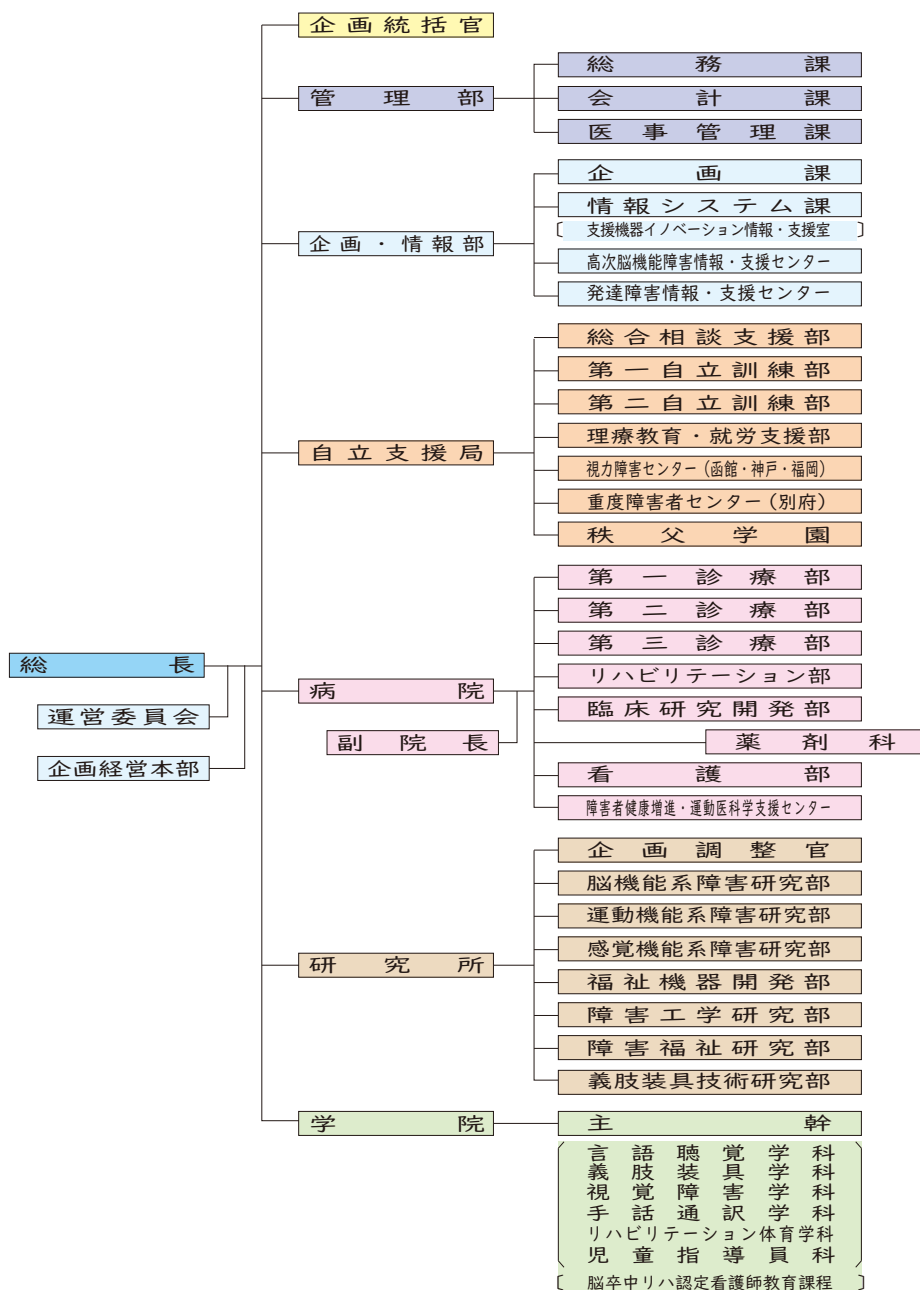 企画統括官
管理部
総務課
会計課
医事管理課
企画・情報部
企画課
情報システム課
〔支援機器イノベーション情報・支援室〕
高次脳機能障害情報・支援センター
発達障害情報・支援センター
自立支援局
総合相談支援部
第一自立訓練部
第二自立訓練部
理療教育・就労支援部
視力障害センター(函館・神戸・福岡)
重度障害者センター(別府)
秩父学園
総長
運営委員会
企画経営本部
病院
副院長
第一診療部
第二診療部
第三診療部
リハビリテーション部
臨床研究開発部
薬剤科
看護部
障害者健康増進・運動医科学支援センター
研究所
企画調整官
脳機能系障害研究部
運動機能系障害研究部
感覚機能系障害研究部
福祉機器開発部
障害工学研究部
障害福祉研究部
義肢装具技術研究部
学院
主幹
言語聴覚学科
義肢装具学科
視覚障害学科
手話通訳学科
リハビリテーション体育学科
児童指導員科
〔脳卒中リハ認定看護師教育課程〕